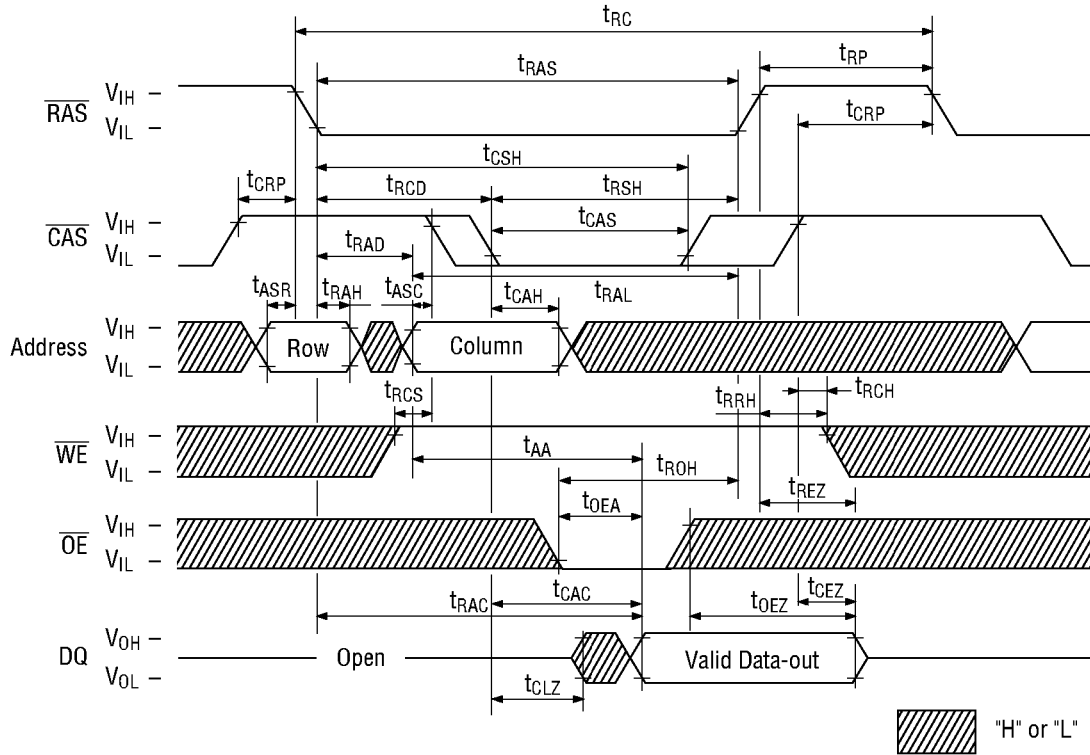 tRC
tRAS tRP
RAS VIH –
VIL –
tCRP
tCSH
tCRP tRCD tRSH
CAS VIH –
VIL –
tCAS
tRAD
tRAL
tASR tRAH tASC tCAH
Address VIH –
VIL –
Row Column
tRCS tRRH tRCH
WE VIH –
VIL –
tAA tROH
tREZ
tOEA
OE VIH –
VIL –
tCAC tCEZ
tRAC tOEZ
DQ VOH –
VOL –
Open Valid Data-out
tCLZ
"H" or "L"